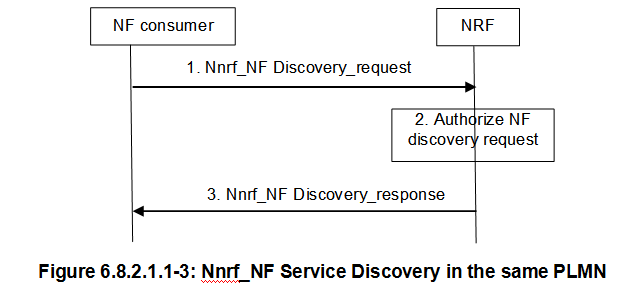 NF consumer
NRF
1. Nnrf_NF Discovery_request
2. Authorize NF
discovery request
3. Nnrf_NF Discovery_response
Figure 6.8.2.1.1-3: Nnrf_NF Service Discovery in the same PLMN